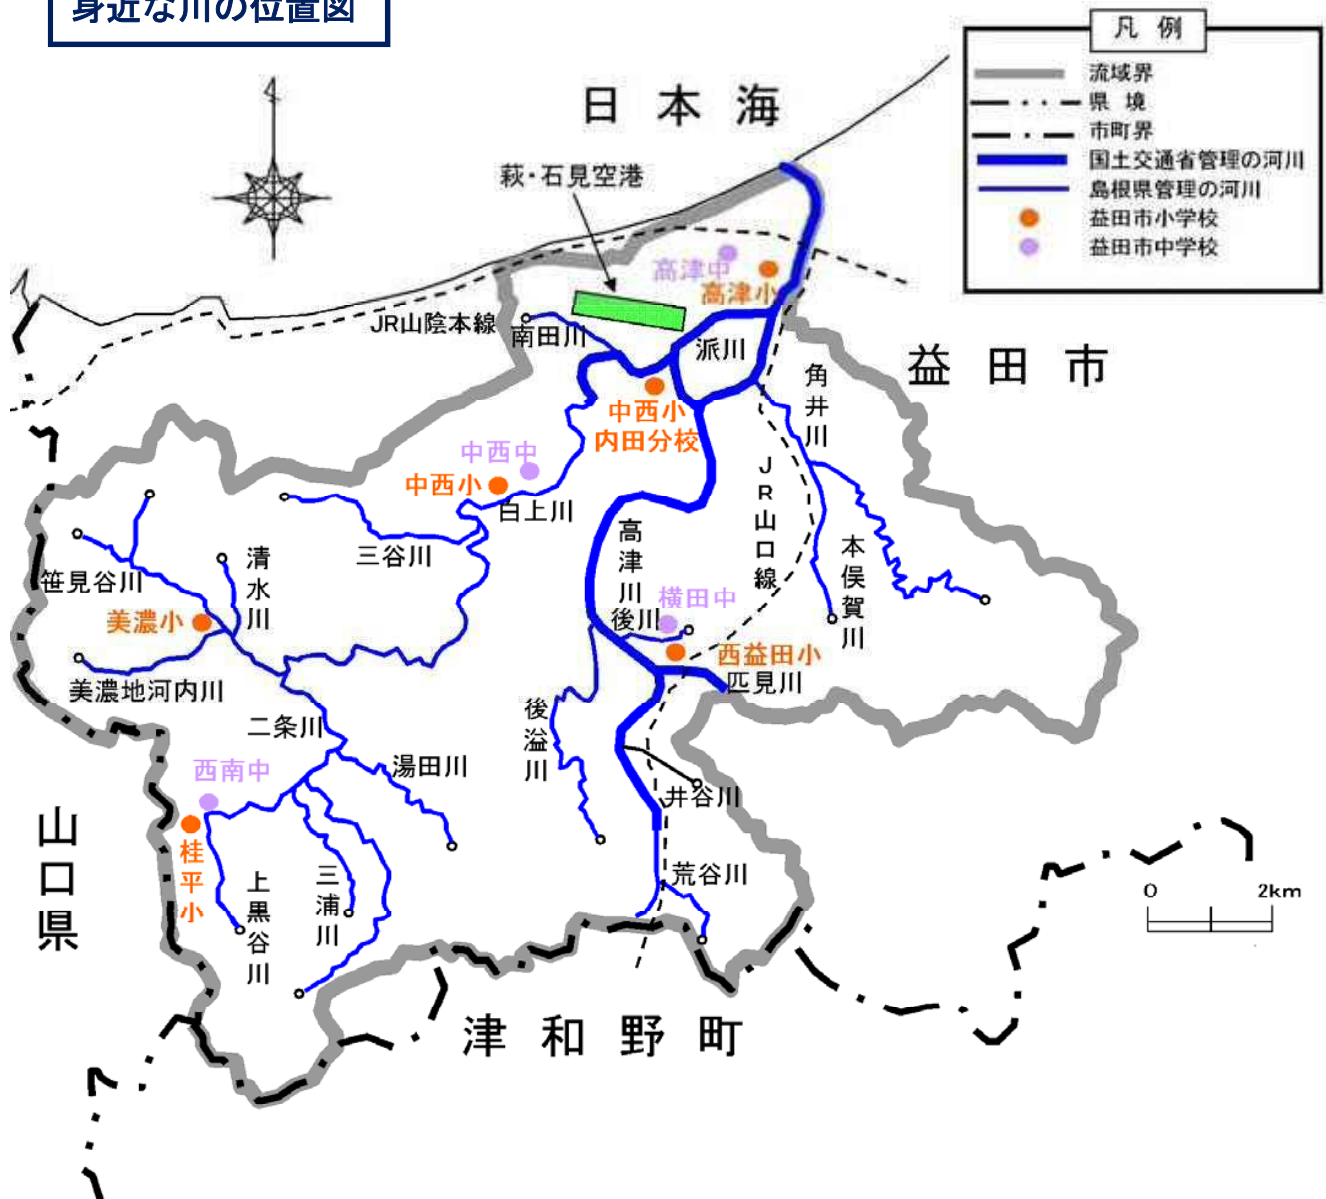 身近な川の位置図
凡 例
流域界
県 境
市町界
国土交通省管理の河川
島根県管理の河川
益田市小学校
益田市中学校
日 本 海
萩・石見空港
高津中
高津小
JR山陰本線
南田川
派川
益 田 市
角井川
中西小
内田分校
中西中
中西小
白上川
JR山口線
高津川
本俣賀川
三谷川
清水川
笹見谷川
美濃小
横田中
後川
西益田小
匹見川
美濃地河内川
二条川
後溢川
湯田川
西南中
井谷川
山口県
桂平小
上黒谷川
三浦川
荒谷川
0 2km
津 和 野 町